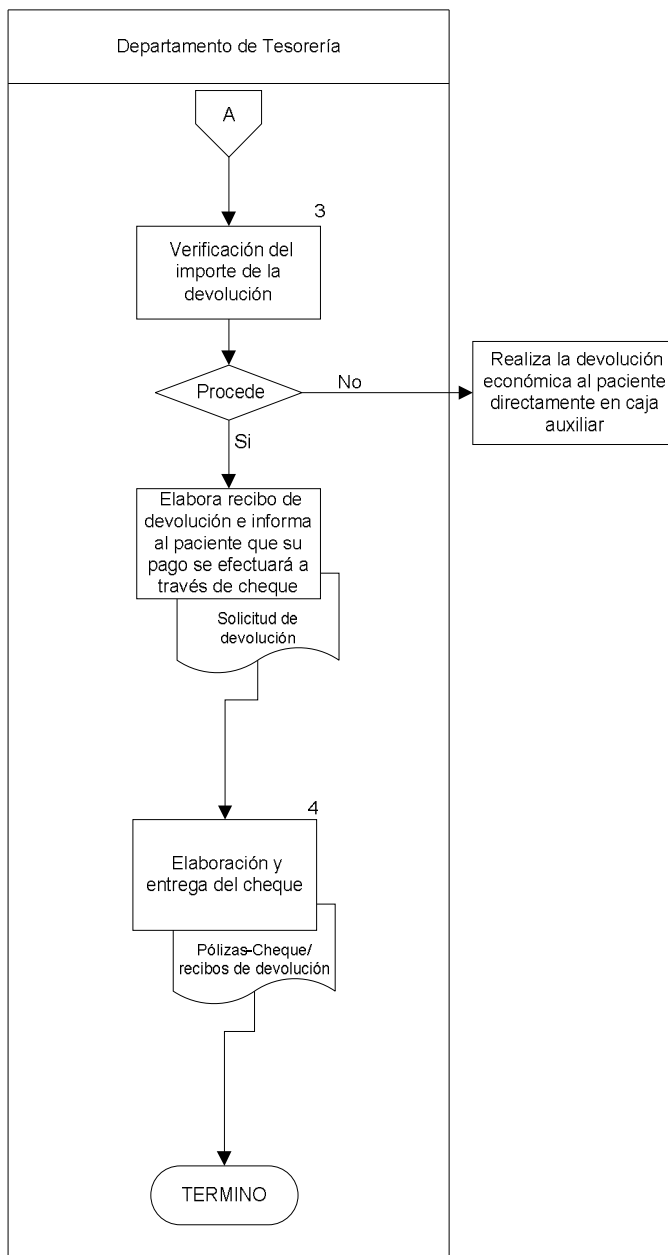 Departamento de Tesorería
A
3
Verificación del
importe de la
devolución
Procede
No
Realiza la devolución
económica al paciente
directamente en caja
auxiliar
Si
Elabora recibo de
devolución e informa
al paciente que su
pago se efectuará a
través de cheque
Solicitud de
devolución
4
Elaboración y
entrega del cheque
Pólizas-Cheque/
recibos de devolución
TERMINO